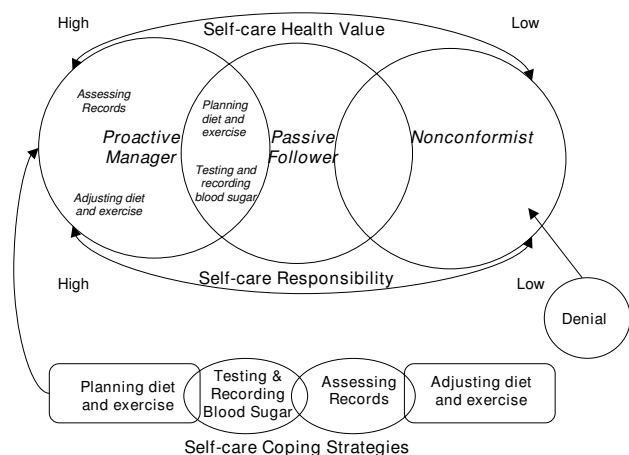 High
Self-care Health Value
Low
Assessing
Records
Planning
diet and
exercise
Proactive
Manager
Passive
Follower
Nonconformist
Testing and
recording
blood sugar
Adjusting diet
and exercise
High
Self-care Responsibility
Low
Denial
Planning diet
and exercise
Testing &
Recording
Blood Sugar
Assessing
Records
Adjusting diet
and exercise
Self-care Coping Strategies